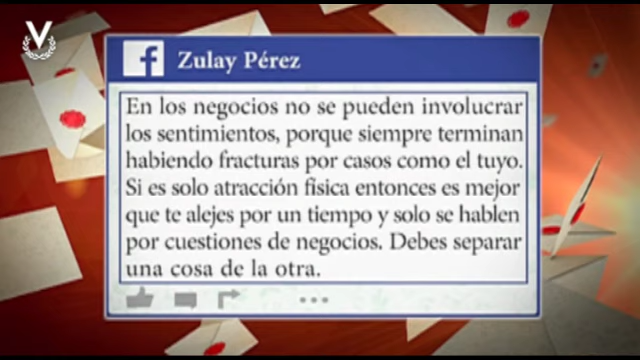 V
f Zulay Pérez
En los negocios no se pueden involucrar
los sentimientos, porque siempre terminan
habiendo fracturas por casos como el tuyo.
Si es solo atracción física entonces es mejor
que te alejes por un tiempo y solo se hablen
por cuestiones de negocios. Debes separar
una cosa de la otra.